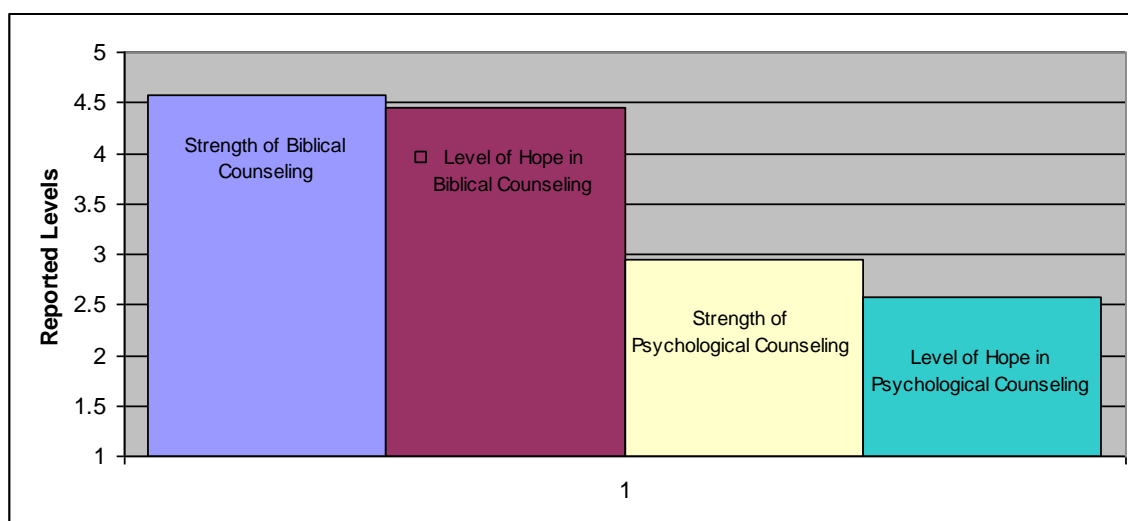 5
4.5
4
3.5
3
2.5
2
1.5
1
Reported Levels
Strength of Biblical
Counseling
Level of Hope in
Biblical Counseling
Strength of
Psychological Counseling
Level of Hope in
Psychological Counseling
1